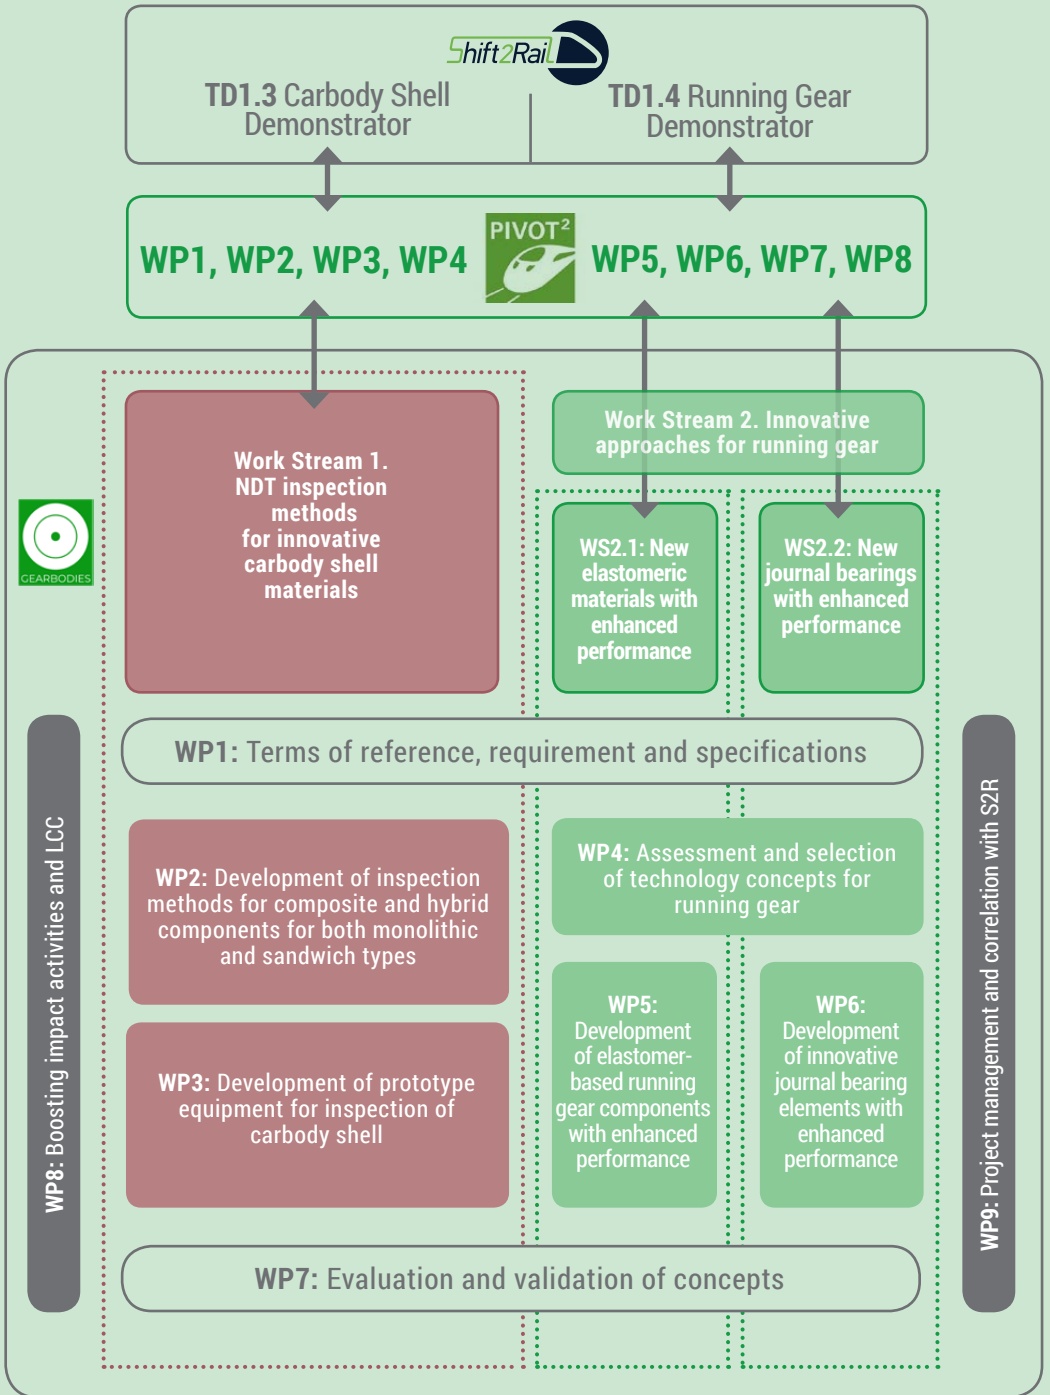 Shift2Rail
TD1.3 Carbody Shell
Demonstrator
TD1.4 Running Gear
Demonstrator
WP1, WP2, WP3, WP4
PIVOT²
WP5, WP6, WP7, WP8
Work Stream 1.
NDT inspection
methods
for innovative
carbody shell
materials
Work Stream 2. Innovative
approaches for running gear
GEARBODIES
WS2.1: New
elastomeric
materials with
enhanced
performance
WS2.2: New
journal bearings
with enhanced
performance
WP1: Terms of reference, requirement and specifications
WP8: Boosting impact activities and LCC
WP2: Development of inspection
methods for composite and hybrid
components for both monolithic
and sandwich types
WP3: Development of prototype
equipment for inspection of
carbody shell
WP4: Assessment and selection
of technology concepts for
running gear
WP5:
Development
of elastomer-
based running
gear components
with enhanced
performance
WP6:
Development
of innovative
journal bearing
elements with
enhanced
performance
WP9: Project management and correlation with S2R
WP7: Evaluation and validation of concepts